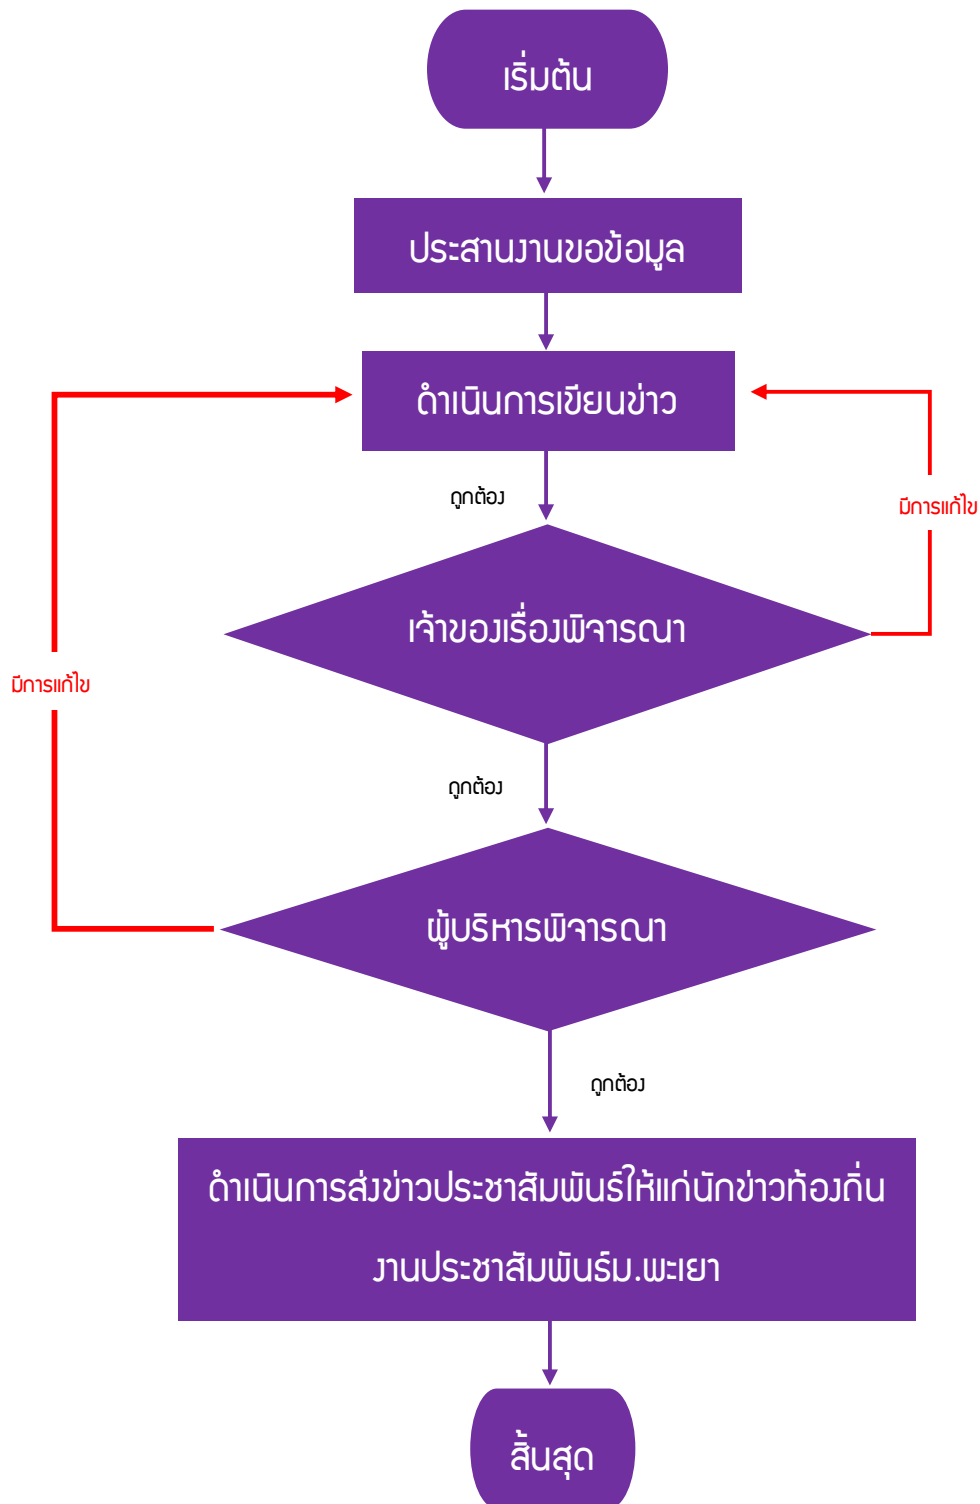 เริ่มต้น
ประสานงานขอข้อมูล
ดำเนินการเขียนข่าว
ถูกต้อง
มีการแก้ไข
เจ้าของเรื่องพิจารณา
มีการแก้ไข
ถูกต้อง
ผู้บริหารพิจารณา
ถูกต้อง
ดำเนินการส่งข่าวประชาสัมพันธ์ให้แก่นักข่าวท้องถิ่น
งานประชาสัมพันธ์ม.พะเยา
สิ้นสุด